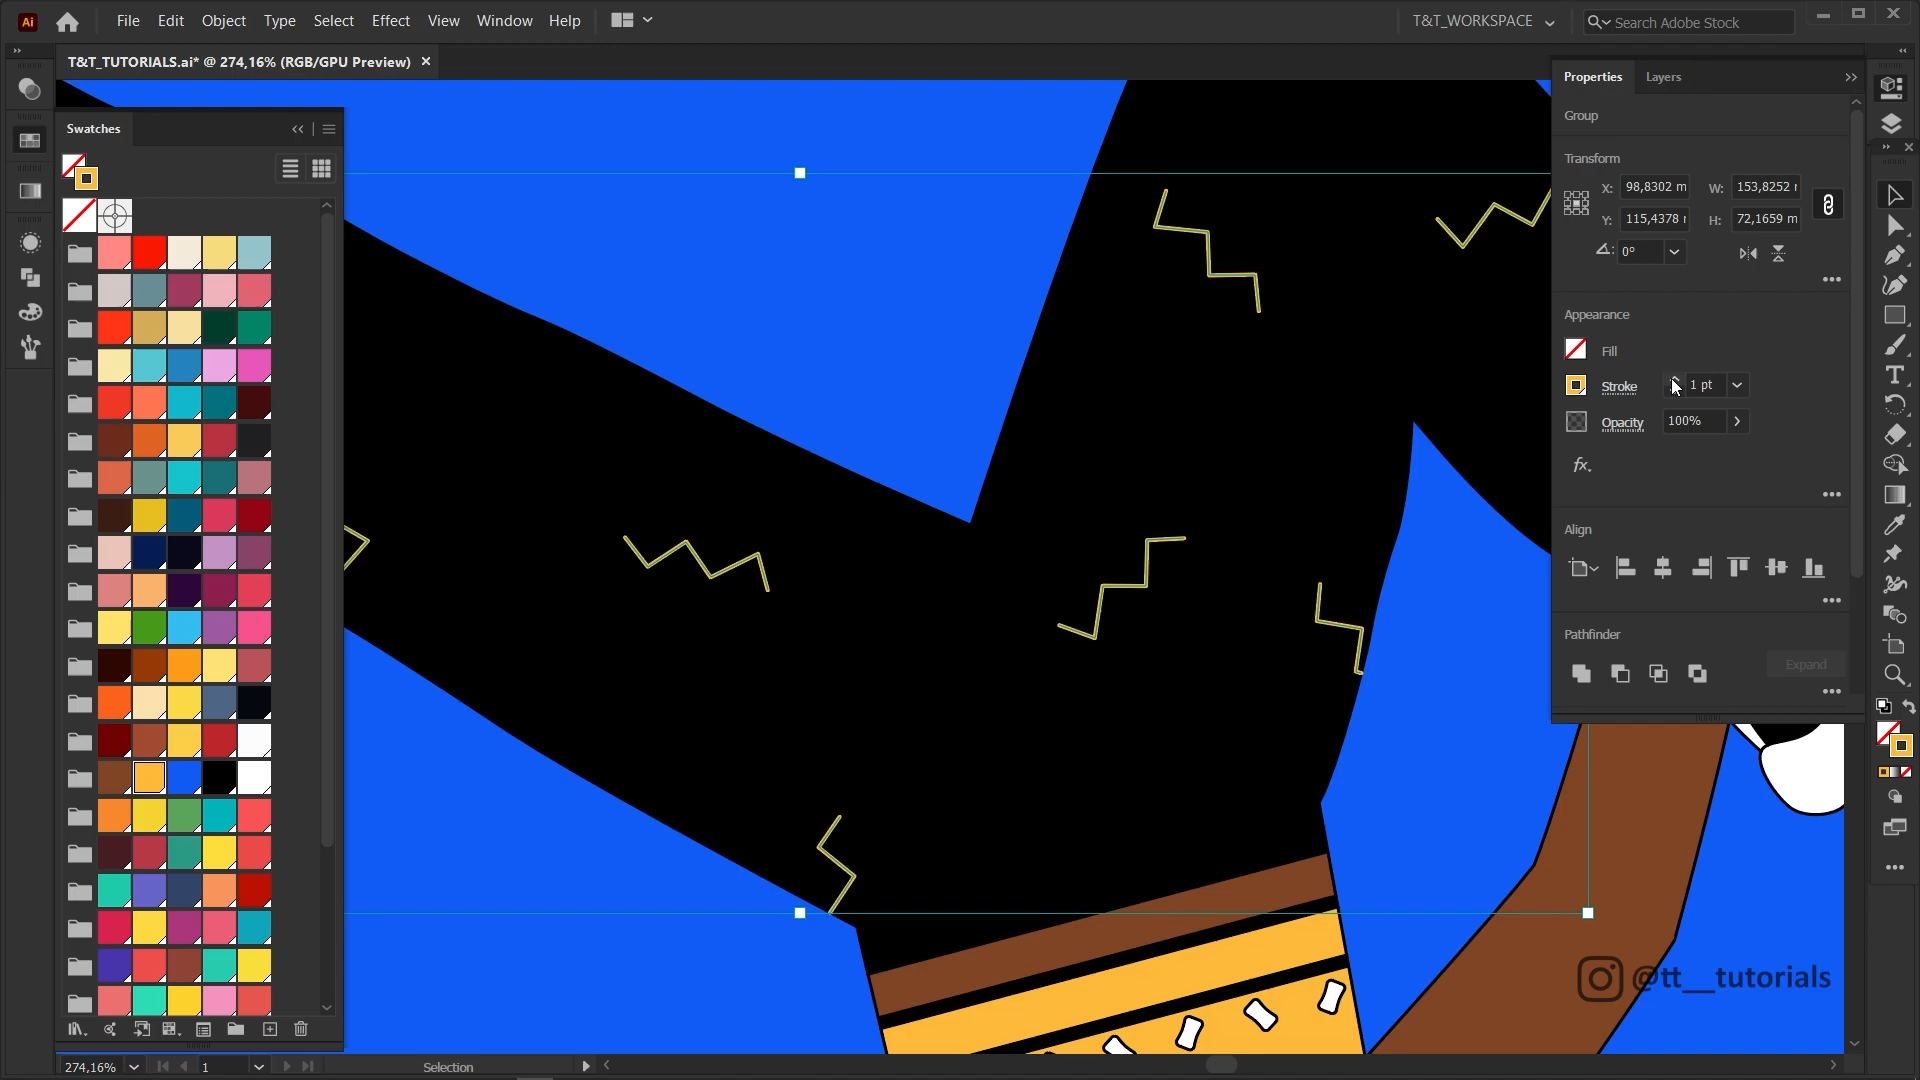 Ai File Edit Object Type Select Effect View Window Help T&T_WORKSPACE Search Adobe Stock
T&T_TUTORIALS.ai* @ 274,16% (RGB/GPU Preview) ×
Swatches
Properties Layers
Group
Transform
X: 98,8302 m W: 153,8252
Y: 115,4378 H: 72,1659 m
0°
Appearance
Fill
Stroke 1 pt
Opacity 100%
fx.
Align
Pathfinder
Expand
@tt__tutorials
274,16% 1 Selection